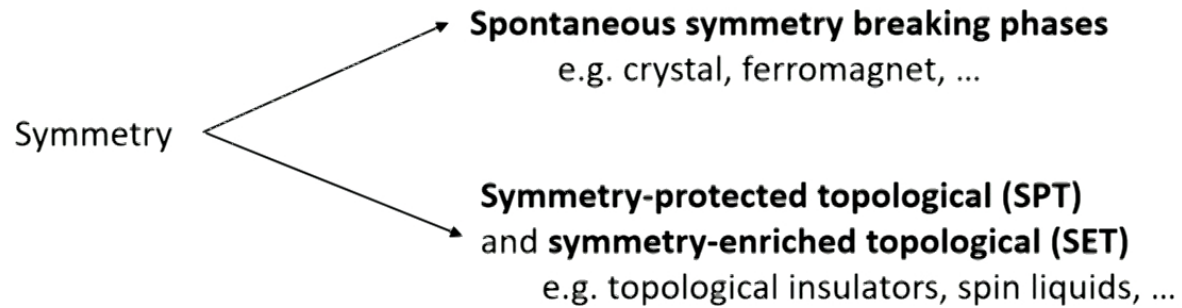 Spontaneous symmetry breaking phases
e.g. crystal, ferromagnet, ...
Symmetry
Symmetry-protected topological (SPT)
and symmetry-enriched topological (SET)
e.g. topological insulators, spin liquids, ...